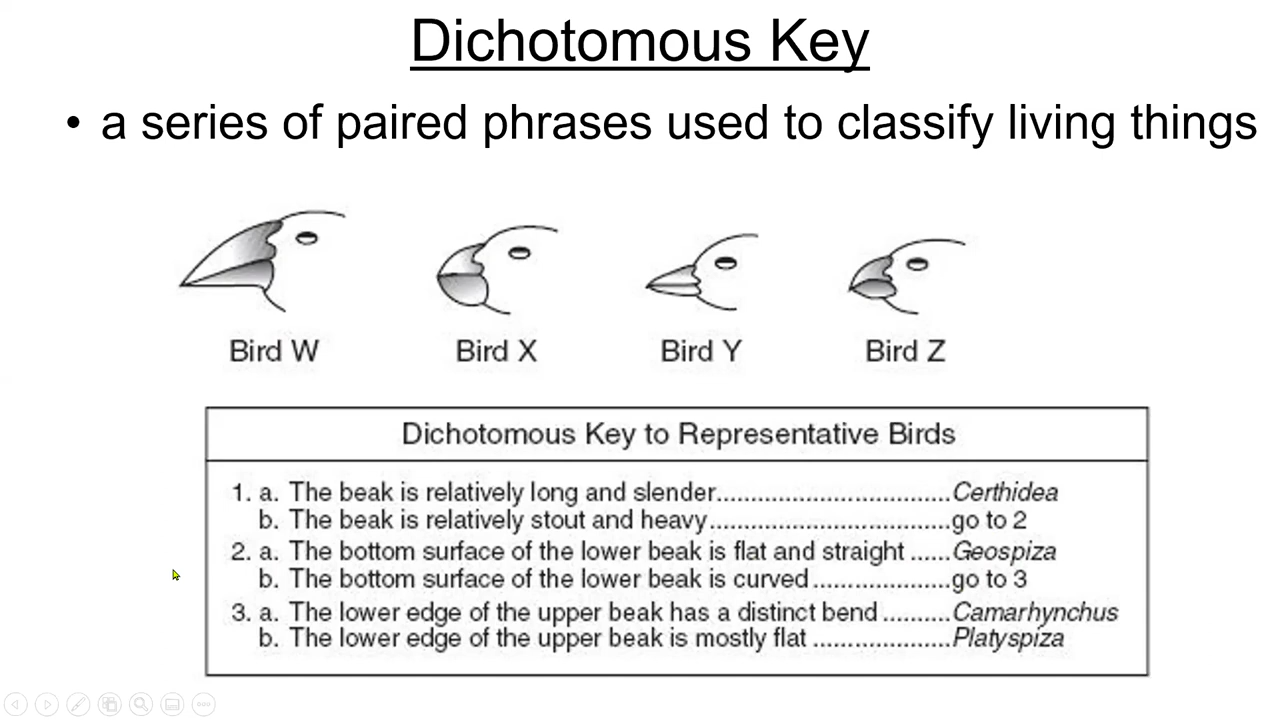 Dichotomous Key
• a series of paired phrases used to classify living things
Bird W Bird X Bird Y Bird Z
Dichotomous Key to Representative Birds
1. a. The beak is relatively long and slender..................................Certhidea
b. The beak is relatively stout and heavy...................................go to 2
2. a. The bottom surface of the lower beak is flat and straight ......Geospiza
b. The bottom surface of the lower beak is curved ....................go to 3
3. a. The lower edge of the upper beak has a distinct bend ..........Camarhynchus
b. The lower edge of the upper beak is mostly flat ....................Platyspiza